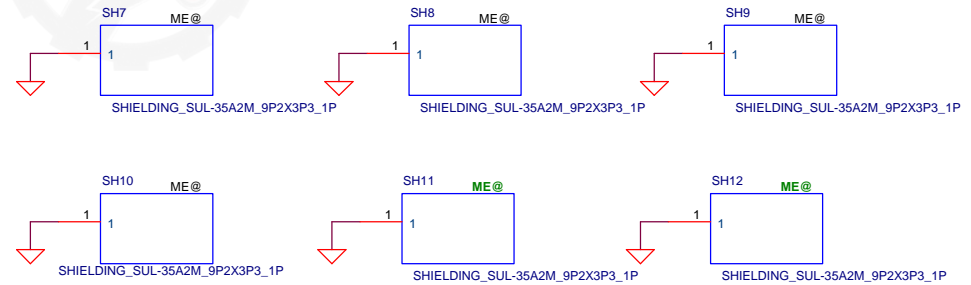 SH7 ME@ SH8 ME@ SH9 ME@
1 1 1 1 1 1
SHIELDING_SUL-35A2M_9P2X3P3_1P SHIELDING_SUL-35A2M_9P2X3P3_1P SHIELDING_SUL-35A2M_9P2X3P3_1P
SH10 ME@ SH11 ME@ SH12 ME@
1 1 1 1 1 1
SHIELDING_SUL-35A2M_9P2X3P3_1P SHIELDING_SUL-35A2M_9P2X3P3_1P SHIELDING_SUL-35A2M_9P2X3P3_1P